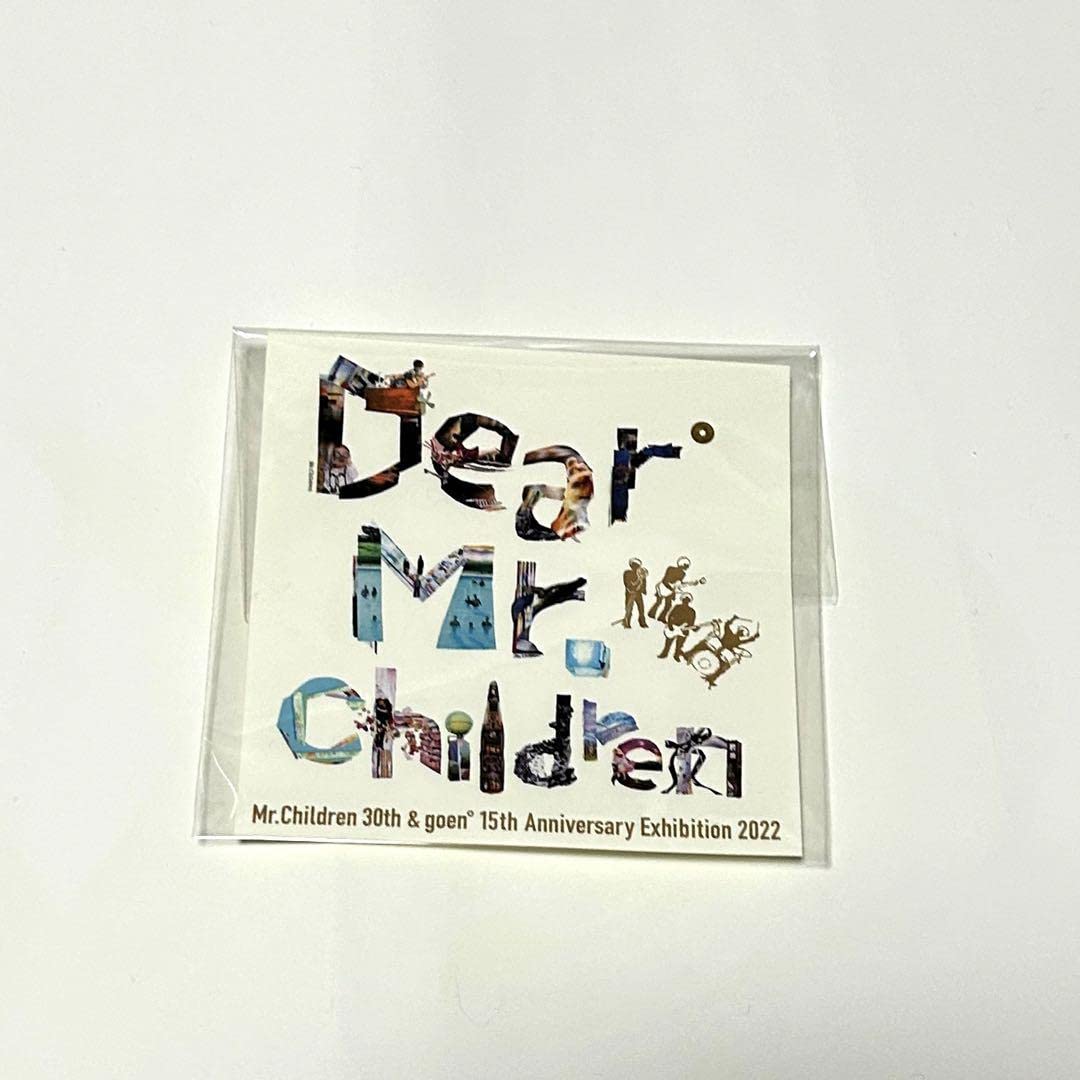 Dear°
Mr.
Children
Mr.Children 30th & goen° 15th Anniversary Exhibition 2022